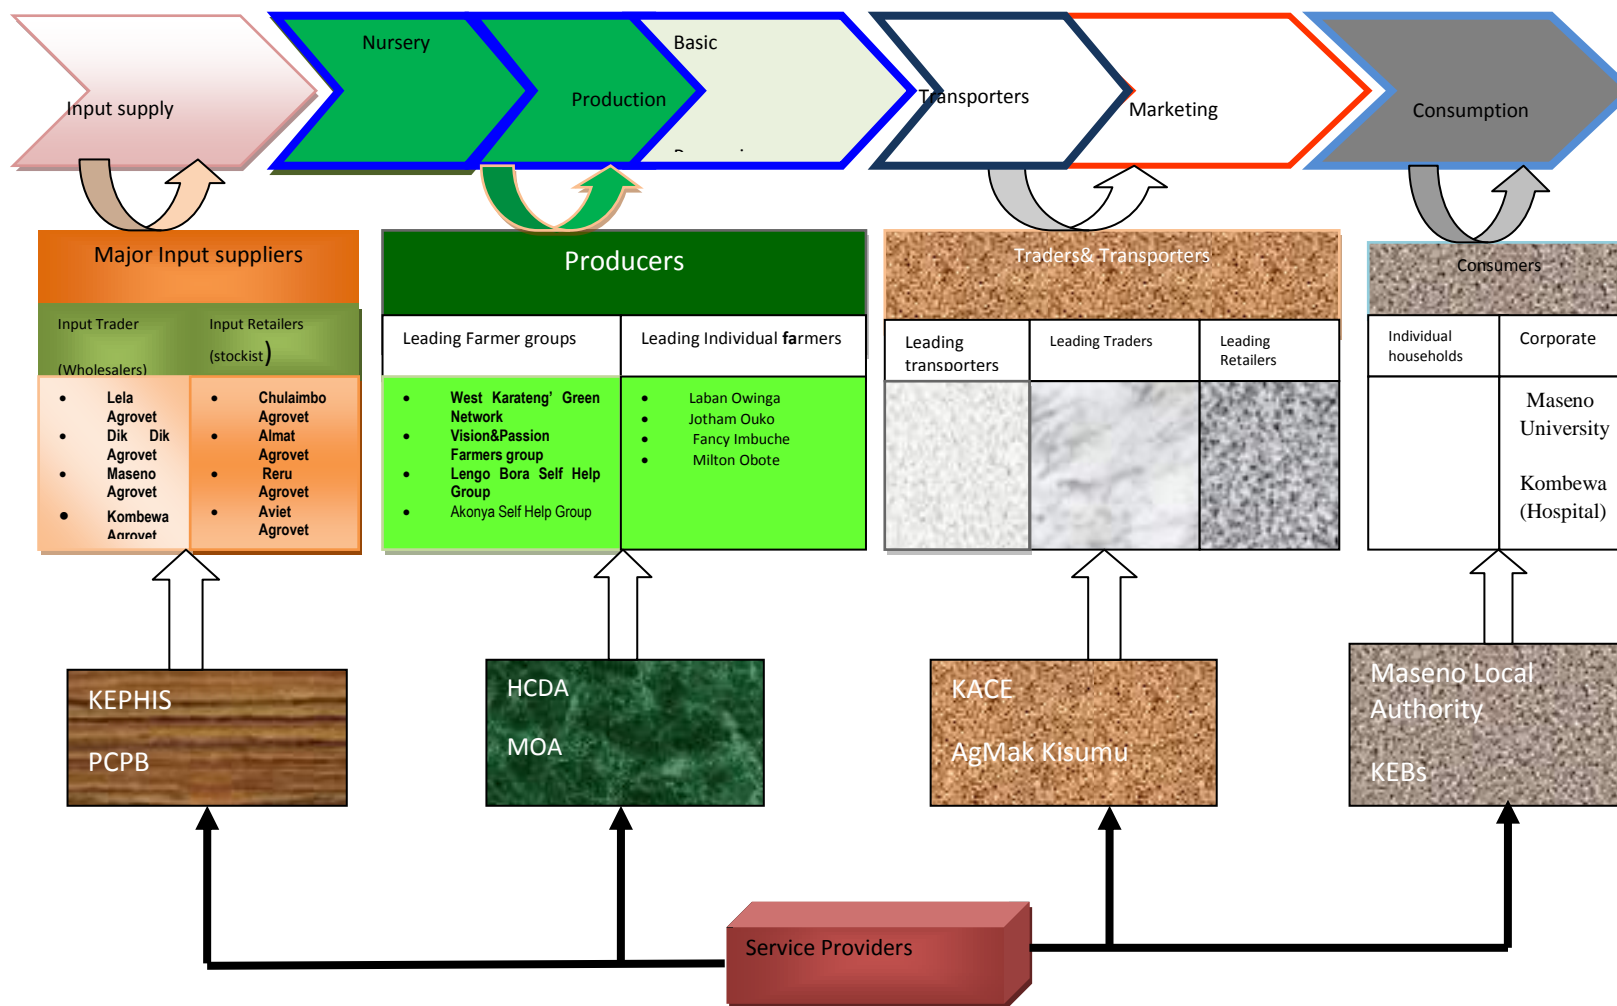 Input supply
Nursery
Production
Basic
Transporters
Marketing
Consumption
Major Input suppliers
Input Trader
(Wholesalers)
Input Retailers
(stockist)
Lela
Agrovet
Dik Dik
Agrovet
Maseno
Agrovet
Kombewa
Agrovet
Chulaimbo
Agrovet
Almat
Agrovet
Reru
Agrovet
Aviet
Agrovet
Producers
Leading Farmer groups
Leading Individual farmers
West Karateng’ Green
Network
Vision&Passion
Farmers group
Lengo Bora Self Help
Group
Akonya Self Help Group
Laban Owinga
Jotham Ouko
Fancy Imbuche
Milton Obote
Traders& Transporters
Leading
transporters
Leading Traders
Leading
Retailers
Consumers
Individual
households
Corporate
Maseno
University
Kombewa
(Hospital)
KEPHIS
PCPB
HCDA
MOA
KACE
AgMak Kisumu
Maseno Local
Authority
KEBs
Service Providers